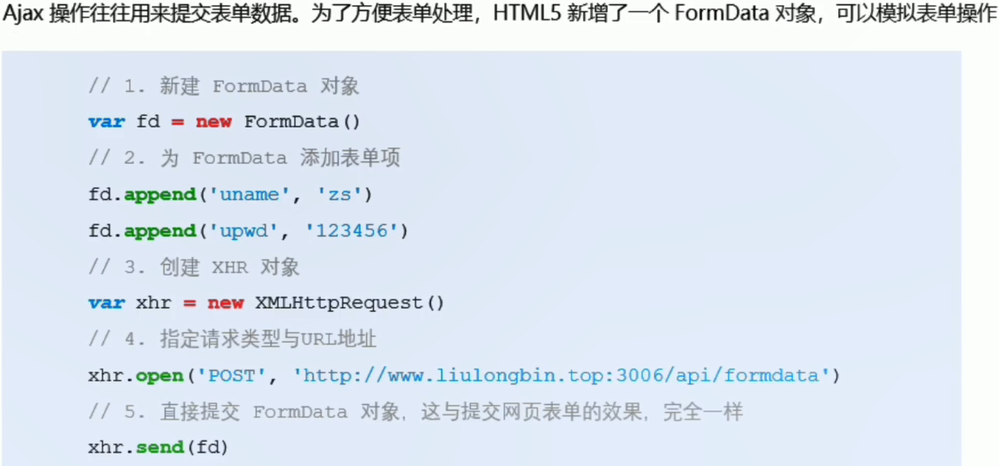 Ajax 操作往往用来提交表单数据。为了方便表单处理，HTML5 新增了一个 FormData 对象，可以模拟表单操作
// 1. 新建 FormData 对象
var fd = new FormData()
// 2. 为 FormData 添加表单项
fd.append('uname', 'zs')
fd.append('upwd', '123456')
// 3. 创建 XHR 对象
var xhr = new XMLHttpRequest()
// 4. 指定请求类型与URL地址
xhr.open('POST', 'http://www.liulongbin.top:3006/api/formdata')
// 5. 直接提交 FormData 对象，这与提交网页表单的效果，完全一样
xhr.send(fd)